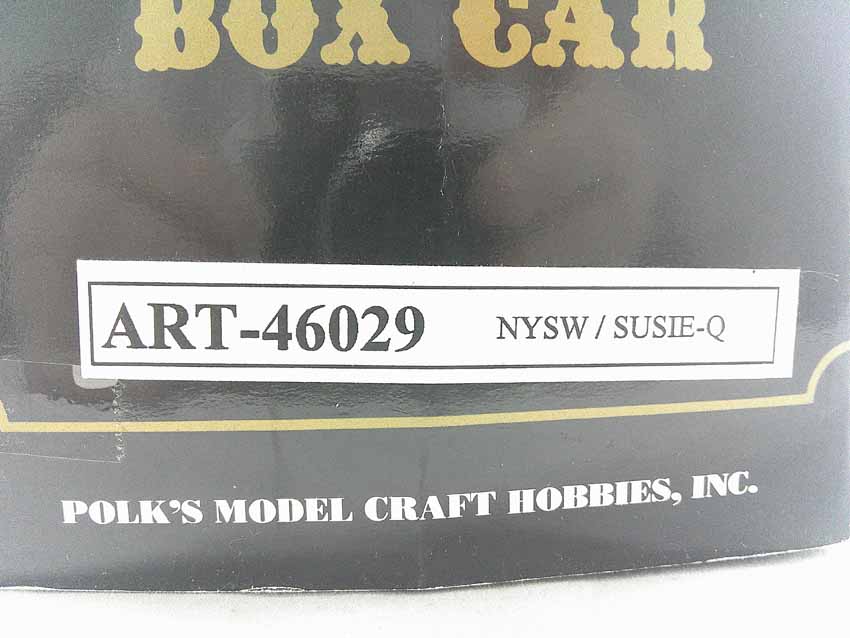 BOX CAR
ART-46029 NYSW / SUSIE-Q
POLK'S MODEL CRAFT HOBBIES, INC.